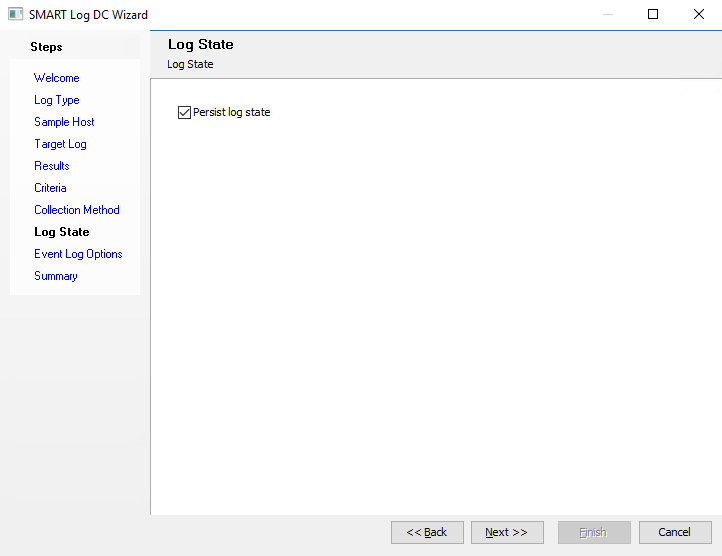 SMART Log DC Wizard
Steps
Welcome
Log Type
Sample Host
Target Log
Results
Criteria
Collection Method
Log State
Event Log Options
Summary
Log State
Log State
Persist log state
<< Back
Next >>
Finish
Cancel